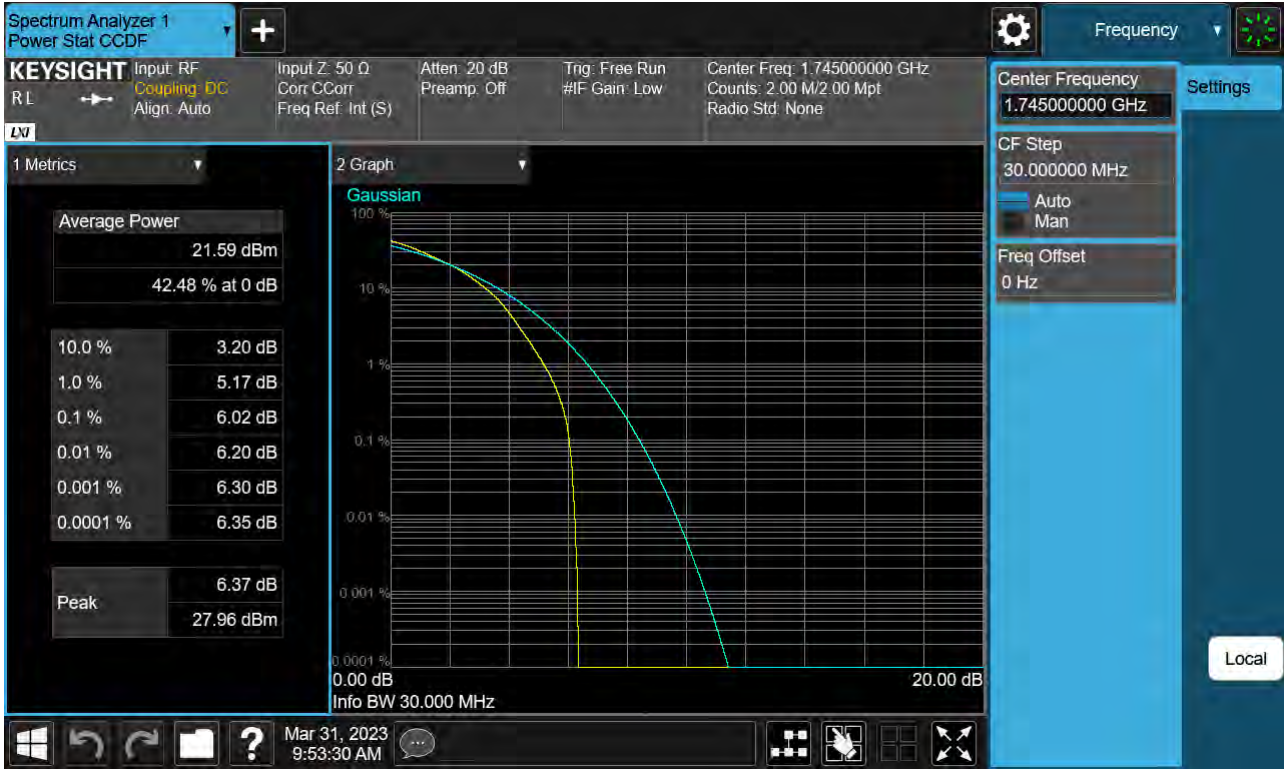 Spectrum Analyzer 1
Power Stat CCDF
+
Frequency
KEYSIGHT
RL
LXI
Input: RF
Coupling: DC
Align: Auto
Input Z: 50 Ω
Corr CCorr
Freq Ref: Int (S)
Atten: 20 dB
Preamp: Off
Trig: Free Run
#IF Gain: Low
Center Freq: 1.745000000 GHz
Counts: 2.00 M/2.00 Mpt
Radio Std: None
Center Frequency
1.745000000 GHz
Settings
CF Step
30.000000 MHz
Auto
Man
Freq Offset
0 Hz
1 Metrics
Average Power
21.59 dBm
42.48 % at 0 dB
10.0 % 3.20 dB
1.0 % 5.17 dB
0.1 % 6.02 dB
0.01 % 6.20 dB
0.001 % 6.30 dB
0.0001 % 6.35 dB
Peak
6.37 dB
27.96 dBm
2 Graph
Gaussian
100 %
10 %
1 %
0.1 %
0.01 %
0.001 %
0.0001 %
0.00 dB 20.00 dB
Info BW 30.000 MHz
Local
?
Mar 31, 2023
9:53:30 AM